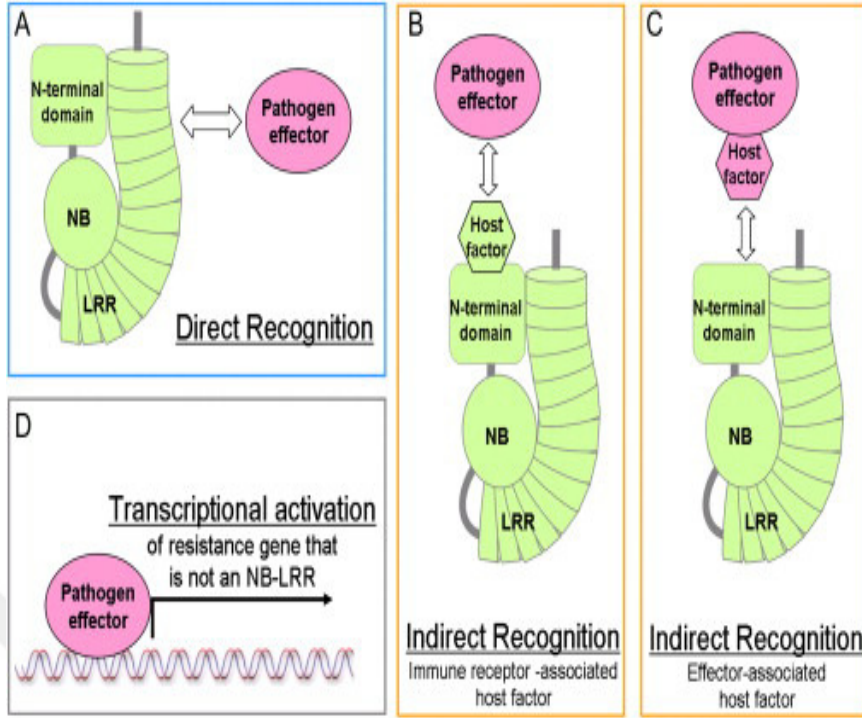 A
N-terminal
domain
NB
LRR
Pathogen
effector
Direct Recognition
B
Pathogen
effector
Host
factor
N-terminal
domain
NB
LRR
Indirect Recognition
Immune receptor -associated
host factor
C
Pathogen
effector
Host
factor
N-terminal
domain
NB
LRR
Indirect Recognition
Effector-associated
host factor
D
Transcriptional activation
of resistance gene that
is not an NB-LRR
Pathogen
effector